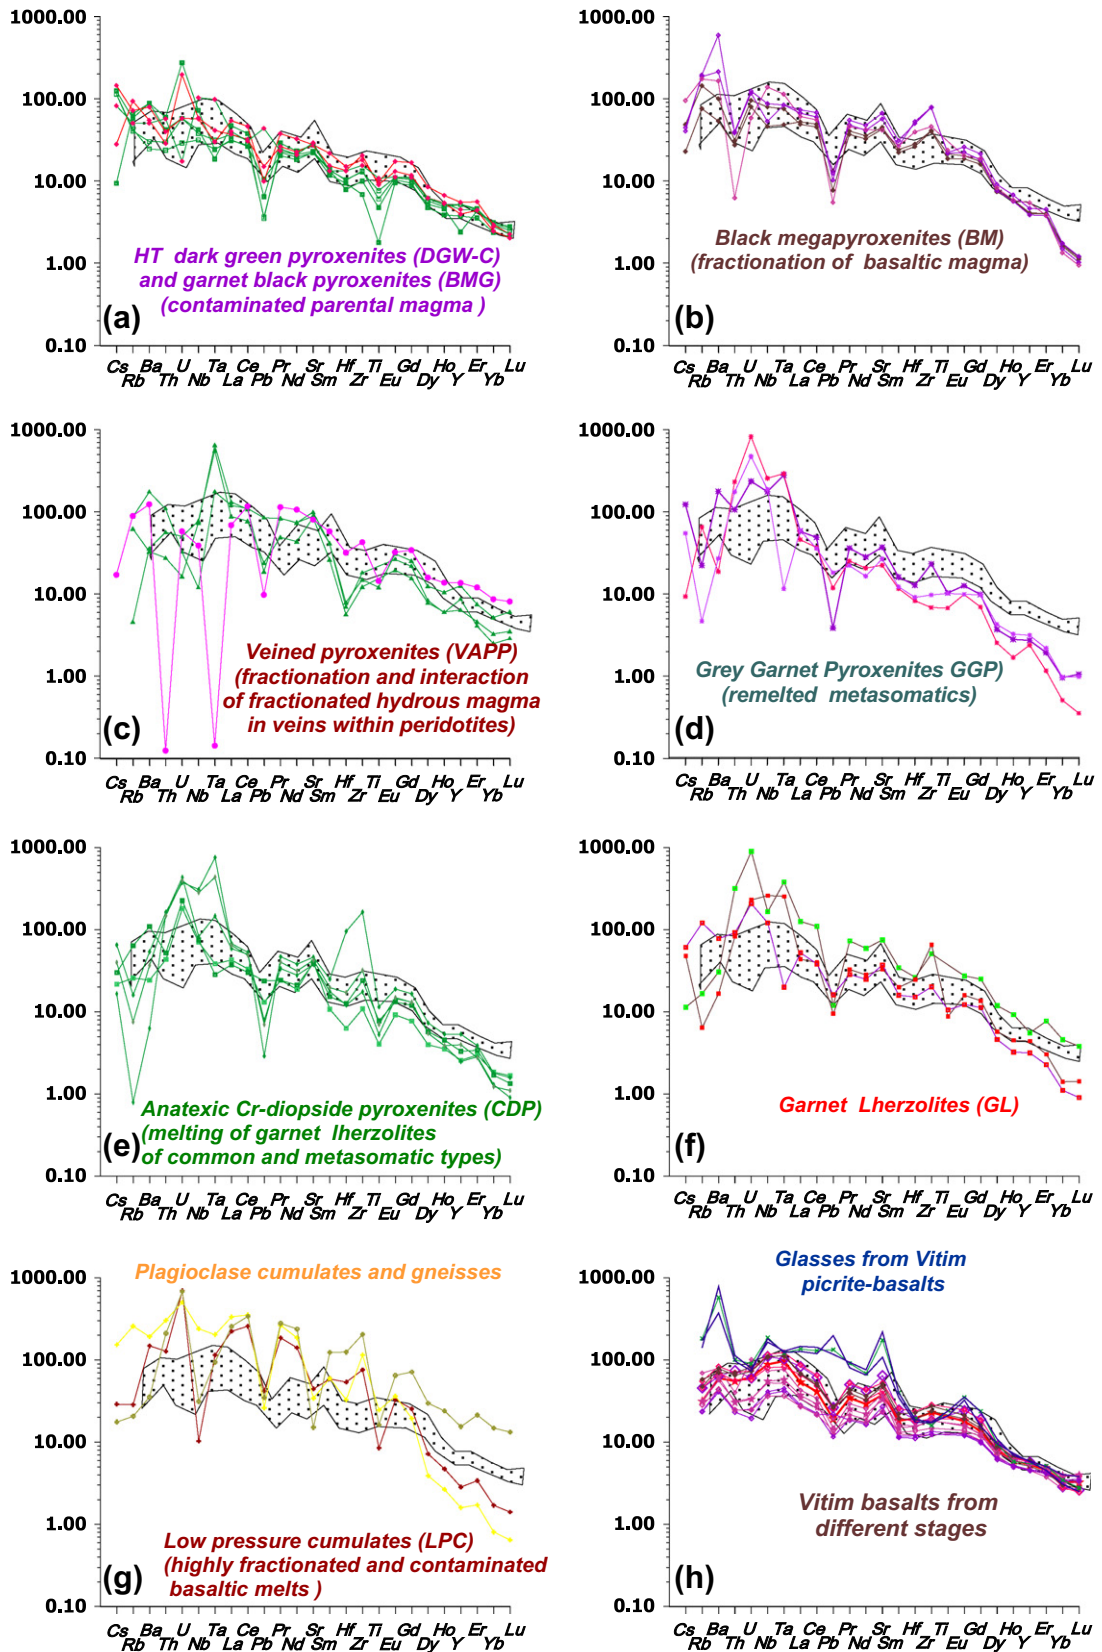 1000.00
100.00
10.00
1.00
0.10
HT dark green pyroxenites (DGW-C)
and garnet black pyroxenites (BMG)
(contaminated parental magma )
(a)
Cs Ba U Ta Ce Pr Sr Hf Ti Gd Ho Er Lu
Rb Th Nb La Pb Nd Sm Zr Eu Dy Y Yb
1000.00
100.00
10.00
1.00
0.10
Black megapyroxenites (BM)
(fractionation of basaltic magma)
(b)
Cs Ba U Ta Ce Pr Sr Hf Ti Gd Ho Er Lu
Rb Th Nb La Pb Nd Sm Zr Eu Dy Y Yb
1000.00
100.00
10.00
1.00
0.10
Veined pyroxenites (VAPP)
(fractionation and interaction
of fractionated hydrous magma
in veins within peridotites)
(c)
Cs Ba U Ta Ce Pr Sr Hf Ti Gd Ho Er Lu
Rb Th Nb La Pb Nd Sm Zr Eu Dy Y Yb
1000.00
100.00
10.00
1.00
0.10
Grey Garnet Pyroxenites GGP)
(remelted metasomatics)
(d)
Cs Ba U Ta Ce Pr Sr Hf Ti Gd Ho Er Lu
Rb Th Nb La Pb Nd Sm Zr Eu Dy Y Yb
1000.00
100.00
10.00
1.00
0.10
Anatexic Cr-diopside pyroxenites (CDP)
(melting of garnet lherzolites
of common and metasomatic types)
(e)
Cs Ba U Ta Ce Pr Sr Hf Ti Gd Ho Er Lu
Rb Th Nb La Pb Nd Sm Zr Eu Dy Y Yb
1000.00
100.00
10.00
1.00
0.10
Garnet Lherzolites (GL)
(f)
Cs Ba U Ta Ce Pr Sr Hf Ti Gd Ho Er Lu
Rb Th Nb La Pb Nd Sm Zr Eu Dy Y Yb
1000.00
100.00
10.00
1.00
0.10
Plagioclase cumulates and gneisses
Low pressure cumulates (LPC)
(highly fractionated and contaminated
basaltic melts )
(g)
Cs Ba U Ta Ce Pr Sr Hf Ti Gd Ho Er Lu
Rb Th Nb La Pb Nd Sm Zr Eu Dy Y Yb
1000.00
100.00
10.00
1.00
0.10
Glasses from Vitim
picrite-basalts
Vitim basalts from
different stages
(h)
Cs Ba U Ta Ce Pr Sr Hf Ti Gd Ho Er Lu
Rb Th Nb La Pb Nd Sm Zr Eu Dy Y Yb